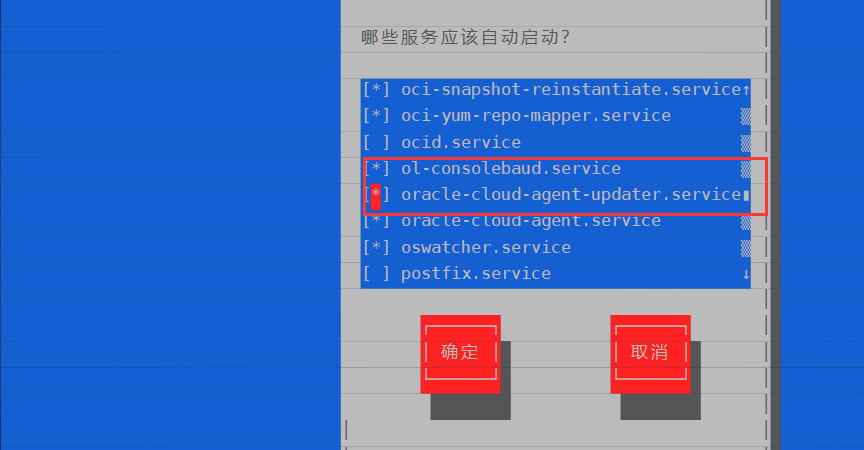 哪些服务应该自动启动?
[*] oci-snapshot-reinstantiate.service↑
[*] oci-yum-repo-mapper.service
[ ] ocid.service
[*] ol-consolebaud.service
[*] oracle-cloud-agent-updater.service
[*] oracle-cloud-agent.service
[*] oswatcher.service
[ ] postfix.service ↓
确定 取消